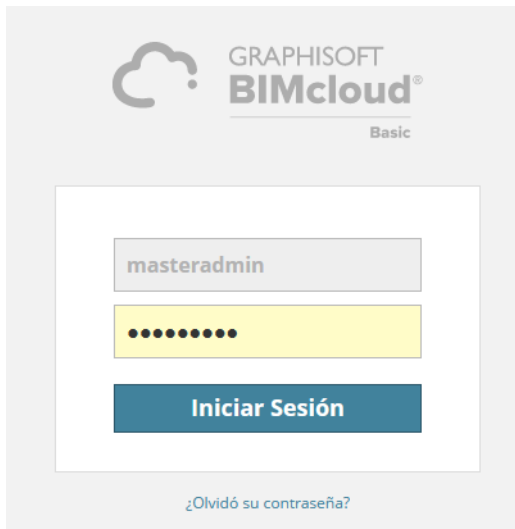 GRAPHISOFT
BIMcloud®
Basic
masteradmin
●●●●●●●●●
Iniciar Sesión
¿Olvidó su contraseña?